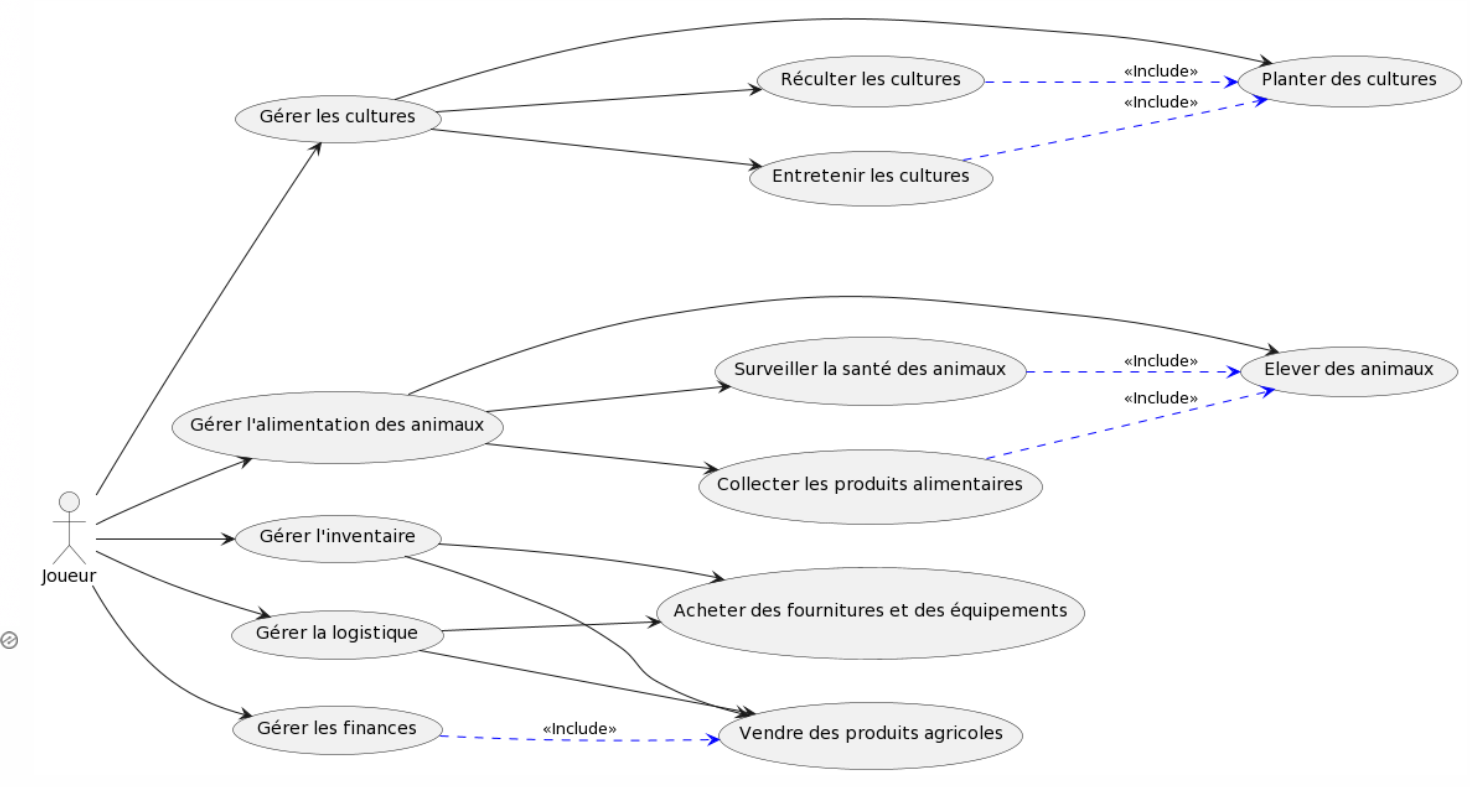 «Include»
Réculter les cultures
Planter des cultures
«Include»
Gérer les cultures
Entretenir les cultures
«Include»
Surveiller la santé des animaux
Elever des animaux
«Include»
Gérer l'alimentation des animaux
Collecter les produits alimentaires
Gérer l'inventaire
Joueur
Acheter des fournitures et des équipements
Gérer la logistique
Gérer les finances
«Include»
Vendre des produits agricoles